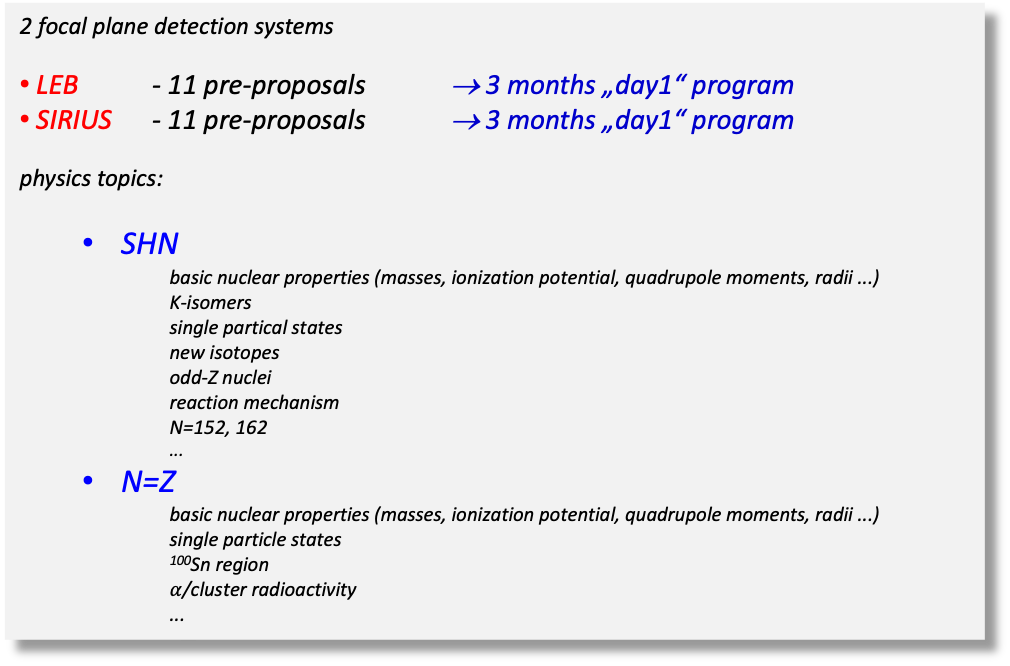 2 focal plane detection systems
• LEB - 11 pre-proposals → 3 months „day1“ program
• SIRIUS - 11 pre-proposals → 3 months „day1“ program
physics topics:
• SHN
basic nuclear properties (masses, ionization potential, quadrupole moments, radii ...)
K-isomers
single partical states
new isotopes
odd-Z nuclei
reaction mechanism
N=152, 162
...
• N=Z
basic nuclear properties (masses, ionization potential, quadrupole moments, radii ...)
single particle states
¹⁰⁰Sn region
α/cluster radioactivity
...